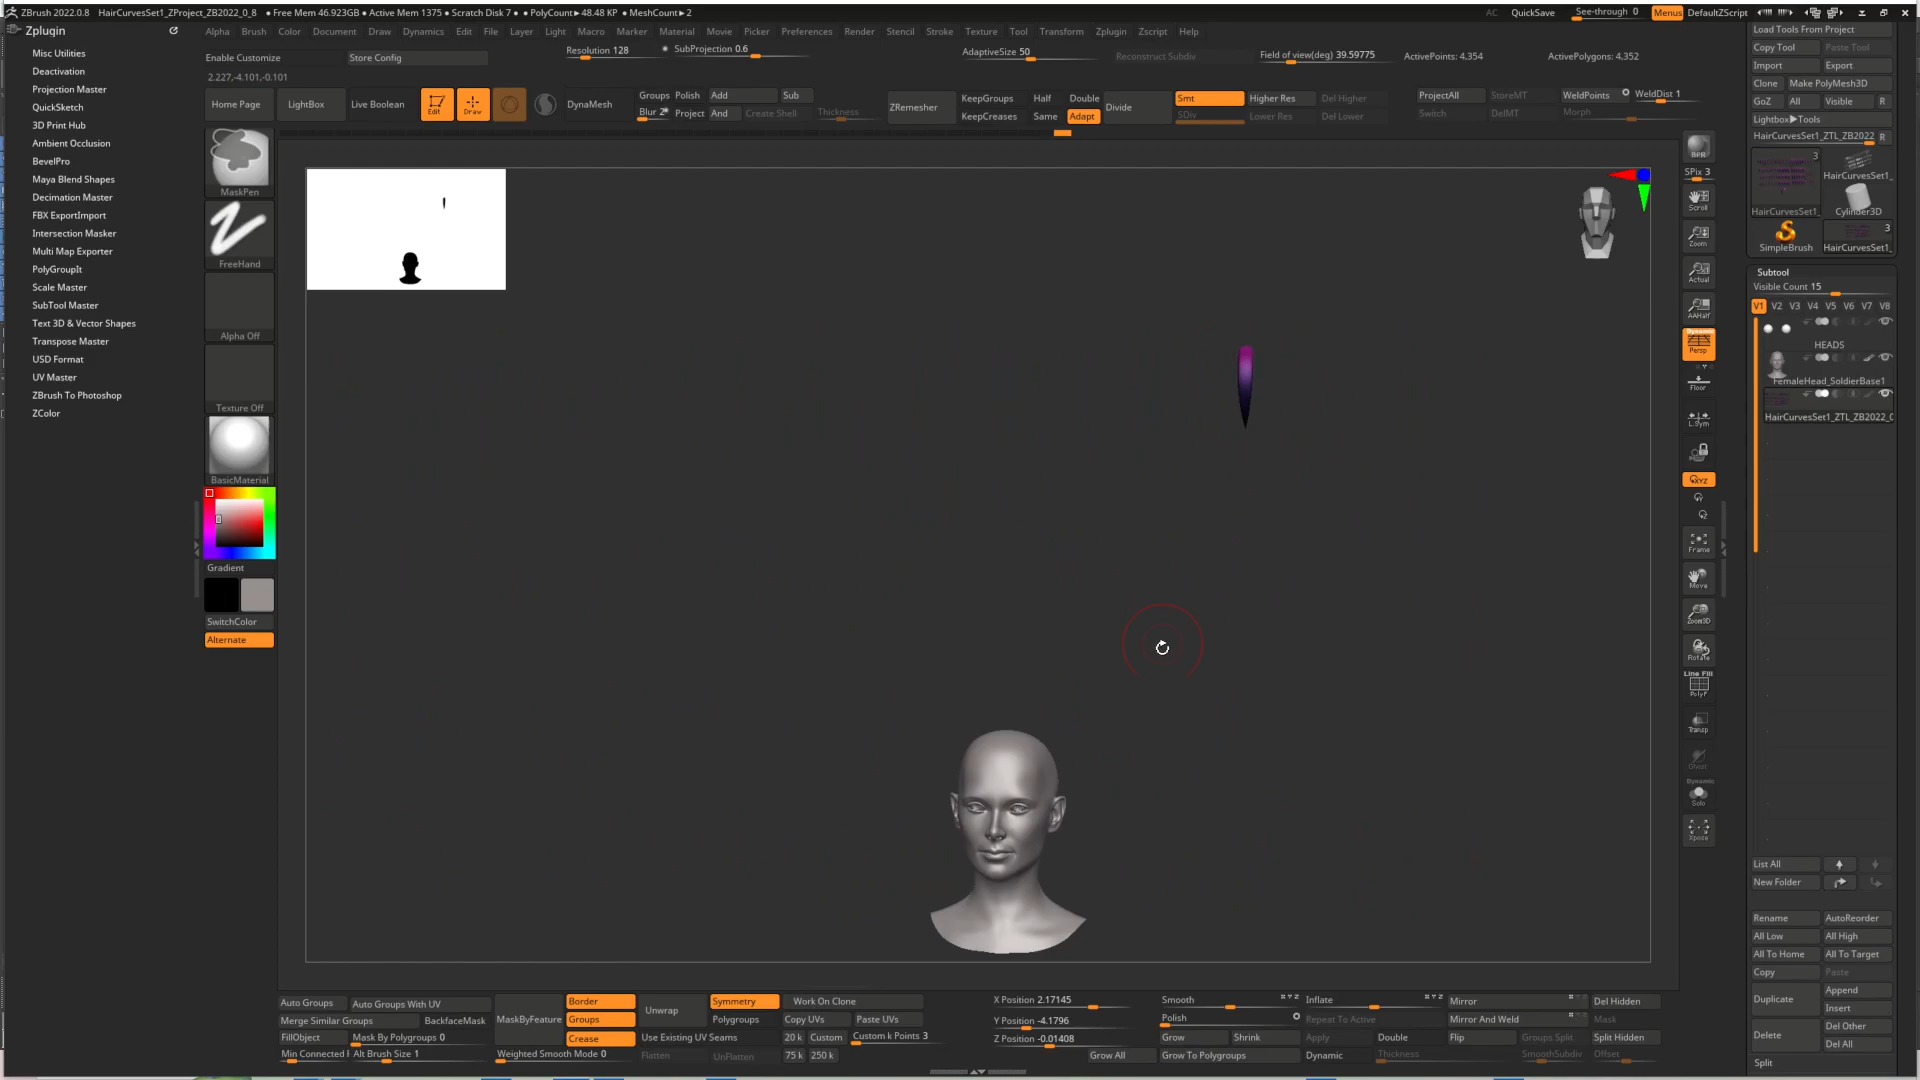 ZBrush 2022.0.8 HairCurvesSet1_ZProject_ZB2022_0_8 • Free Mem 46.923GB • Active Mem 1375 • Scratch Disk 7 • • PolyCount▸ 48.48 KP • MeshCount▸ 2
AC QuickSave See-through 0 Menus DefaultZScript
Zplugin
Alpha Brush Color Document Draw Dynamics Edit File Layer Light Macro Marker Material Movie Picker Preferences Render Stencil Stroke Texture Tool Transform Zplugin Zscript Help
Misc Utilities
Deactivation
Projection Master
QuickSketch
3D Print Hub
Ambient Occlusion
BevelPro
Maya Blend Shapes
Decimation Master
FBX ExportImport
Intersection Masker
Multi Map Exporter
PolyGroupIt
Scale Master
SubTool Master
Text 3D & Vector Shapes
Transpose Master
USD Format
UV Master
ZBrush To Photoshop
ZColor
Enable Customize Store Config
2.227,-4.101,-0.101
Resolution 128 SubProjection 0.6
AdaptiveSize 50
Reconstruct Subdiv
Field of view(deg) 39.59775
ActivePoints: 4,354
ActivePolygons: 4,352
Home Page LightBox Live Boolean
Edit Draw
DynaMesh
Groups Polish Add Sub
Blur 2 Project And Create Shell Thickness
ZRemesher
KeepGroups Half Double
KeepCreases Same Adapt
Divide
Smt Higher Res Del Higher
SDiv Lower Res Del Lower
ProjectAll StoreMT WeldPoints WeldDist 1
Switch DelMT Morph
MaskPen
FreeHand
Alpha Off
Texture Off
BasicMaterial
Gradient
SwitchColor
Alternate
BPR
SPix 3
Scroll
Zoom
Actual
AAHalf
Dynamic
Persp
Floor
L.Sym
XYZ
Frame
Move
Zoom3D
Rotate
Line Fill
PolyF
Transp
Ghost
Dynamic
Solo
Xpose
Load Tools From Project
Copy Tool Paste Tool
Import Export
Clone Make PolyMesh3D
GoZ All Visible R
Lightbox▸Tools
HairCurvesSet1_ZTL_ZB2022 R
3
HairCurvesSet1_
HairCurvesSet1_ Cylinder3D
3
SimpleBrush HairCurvesSet1_
Subtool
Visible Count 15
V1 V2 V3 V4 V5 V6 V7 V8
HEADS
FemaleHead_SoldierBase1
HairCurvesSet1_ZTL_ZB2022_0
List All
New Folder
Rename AutoReorder
All Low All High
All To Home All To Target
Copy Paste
Duplicate Append
Insert
Delete Del Other
Del All
Split
Auto Groups Auto Groups With UV
Merge Similar Groups BackfaceMask
FillObject Mask By Polygroups 0
Min Connected Alt Brush Size 1
MaskByFeature
Border
Groups
Crease
Weighted Smooth Mode 0
Unwrap
Symmetry
Polygroups
Use Existing UV Seams
Flatten UnFlatten
Work On Clone
Copy UVs Paste UVs
20 k Custom Custom k Points 3
75 k 250 k
X Position 2.17145
Y Position -4.1796
Z Position -0.01408
Grow All
Smooth
Polish
Grow Shrink
Grow To Polygroups
Inflate
Repeat To Active
Apply Double
Dynamic Thickness
Mirror
Mirror And Weld
Flip Groups Split
SmoothSubdiv
Del Hidden
Mask
Split Hidden
Offset